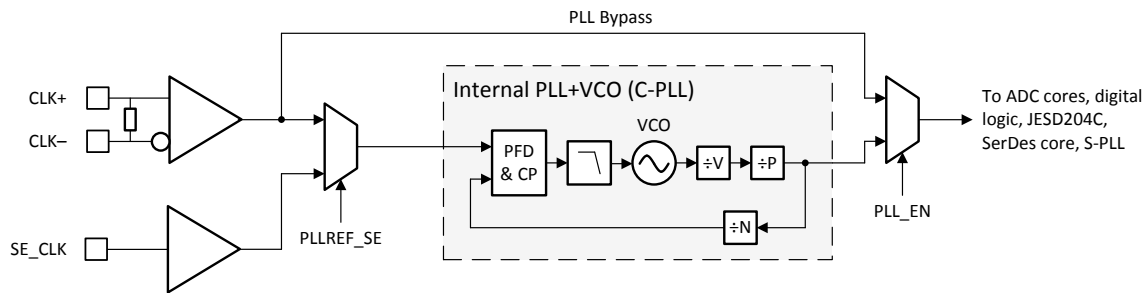 PLL Bypass
Internal PLL+VCO (C-PLL)
CLK+
CLK–
VCO
PFD
& CP
÷V
÷P
To ADC cores, digital
logic, JESD204C,
SerDes core, S-PLL
÷N
PLL_EN
PLLREF_SE
SE_CLK